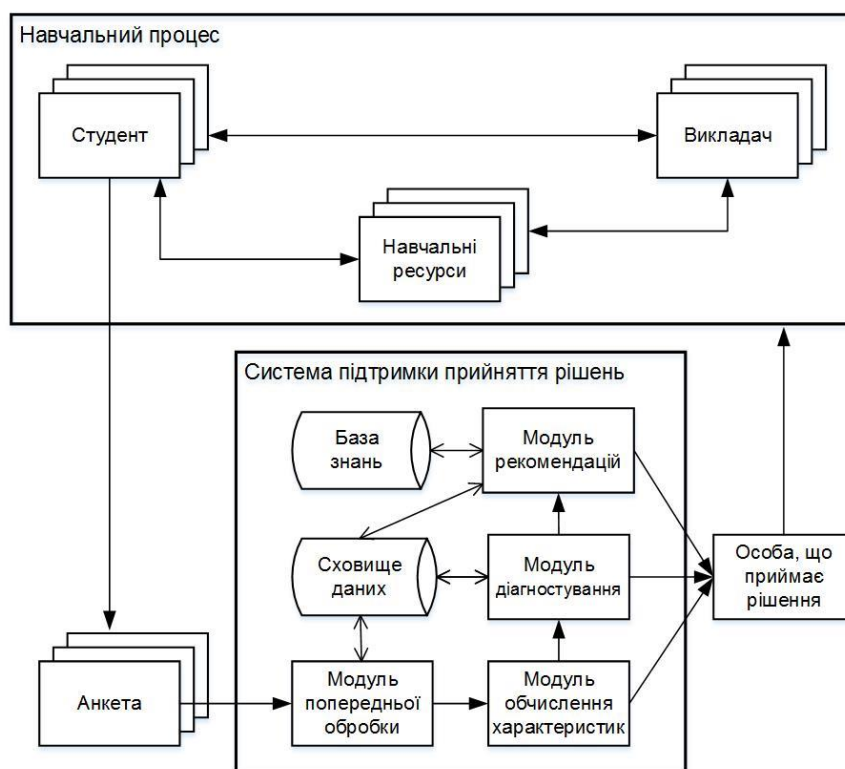 Навчальний процес
Студент
Викладач
Навчальні
ресурси
Система підтримки прийняття рішень
База
знань
Модуль
рекомендацій
Сховище
даних
Модуль
діагностування
Особа, що
приймає
рішення
Анкета
Модуль
попередньої
обробки
Модуль
обчислення
характеристик